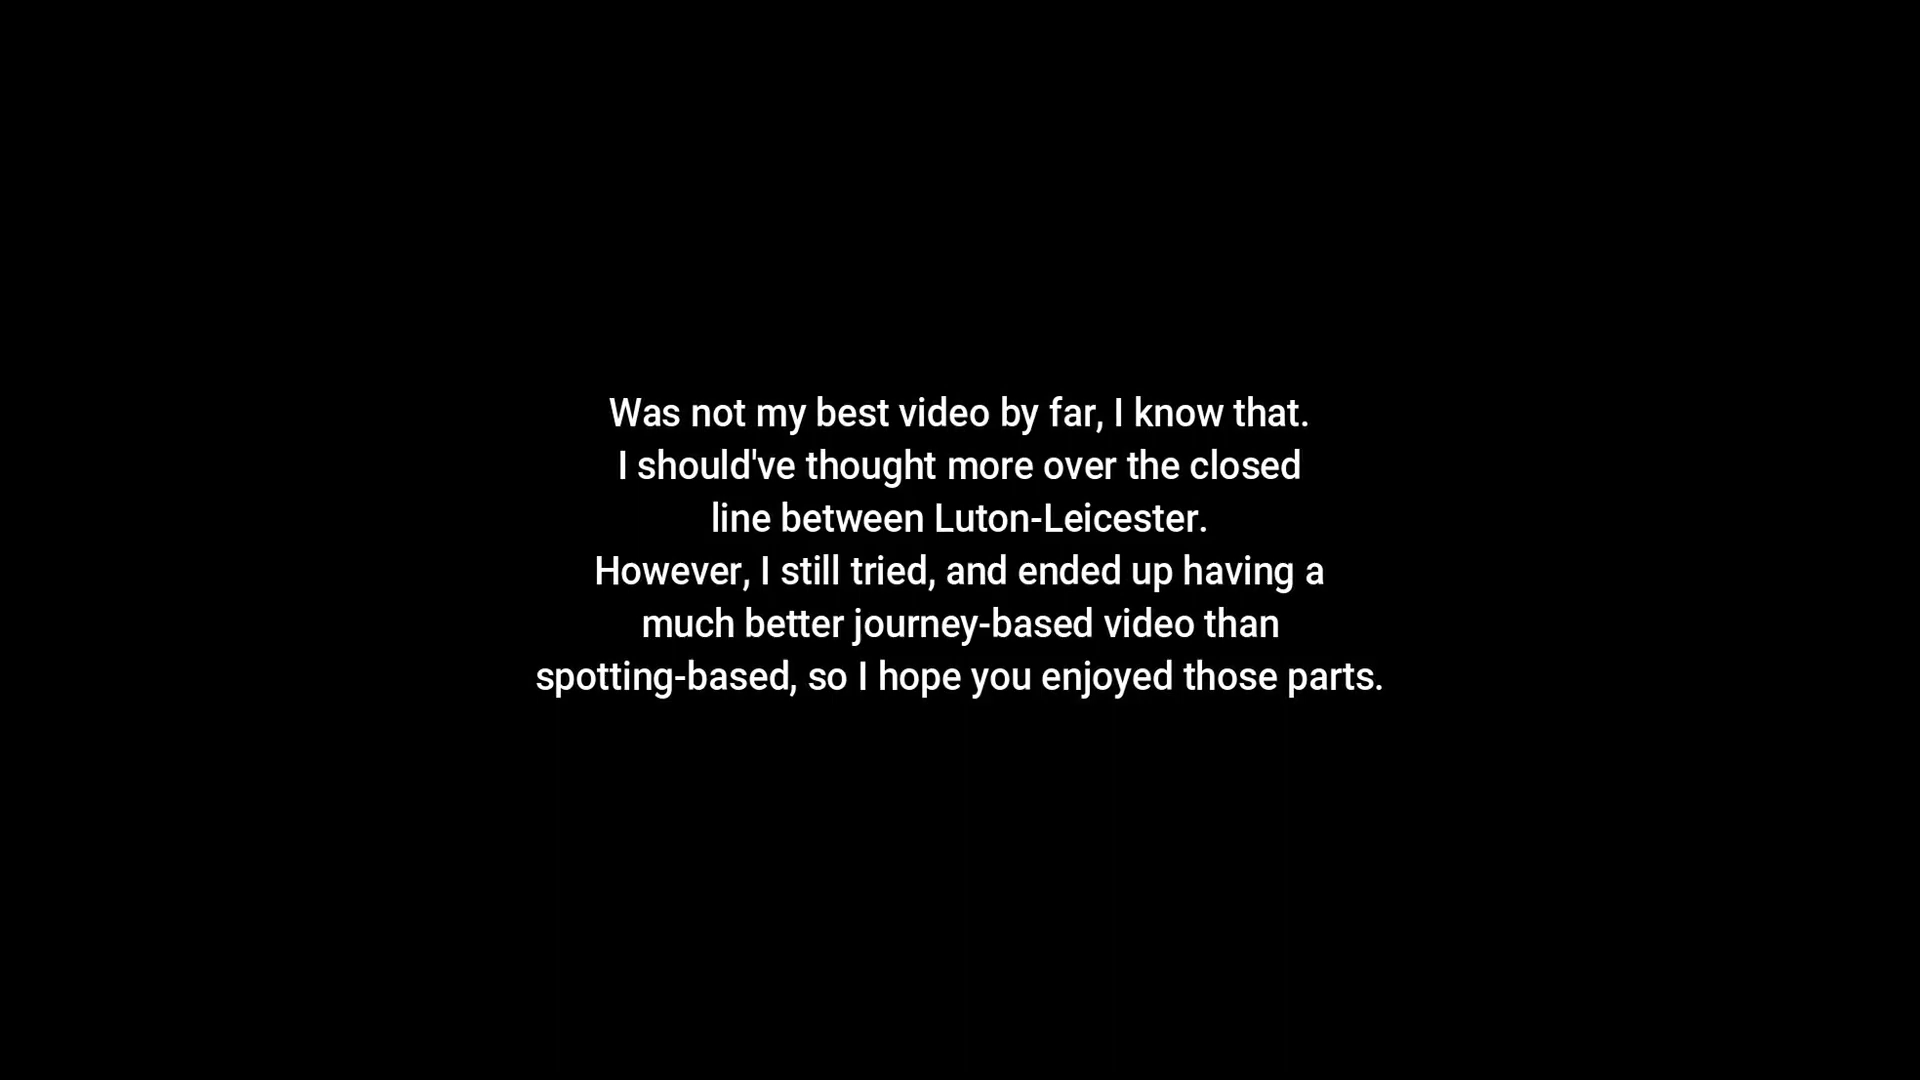 Was not my best video by far, I know that.
I should've thought more over the closed
line between Luton-Leicester.
However, I still tried, and ended up having a
much better journey-based video than
spotting-based, so I hope you enjoyed those parts.